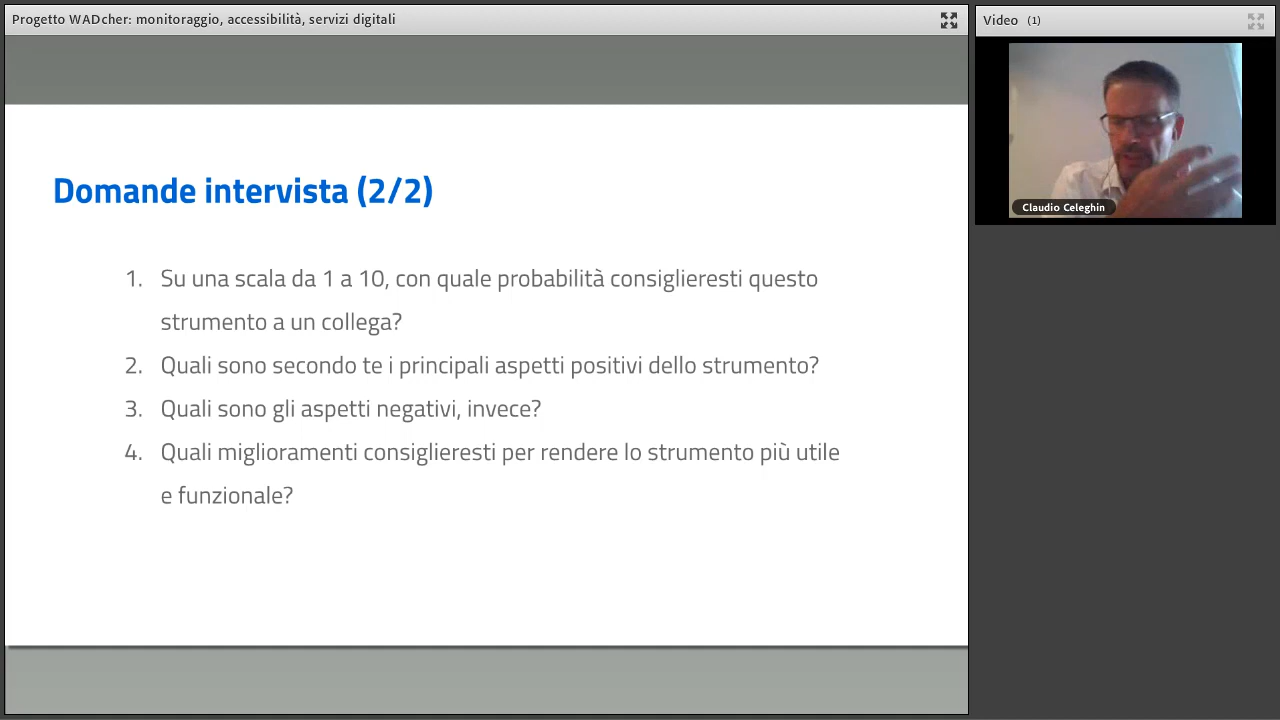 Progetto WADcher: monitoraggio, accessibilità, servizi digitali
Video (1)
Claudio Celeghin
Domande intervista (2/2)
1. Su una scala da 1 a 10, con quale probabilità consiglieresti questo
strumento a un collega?
2. Quali sono secondo te i principali aspetti positivi dello strumento?
3. Quali sono gli aspetti negativi, invece?
4. Quali miglioramenti consiglieresti per rendere lo strumento più utile
e funzionale?